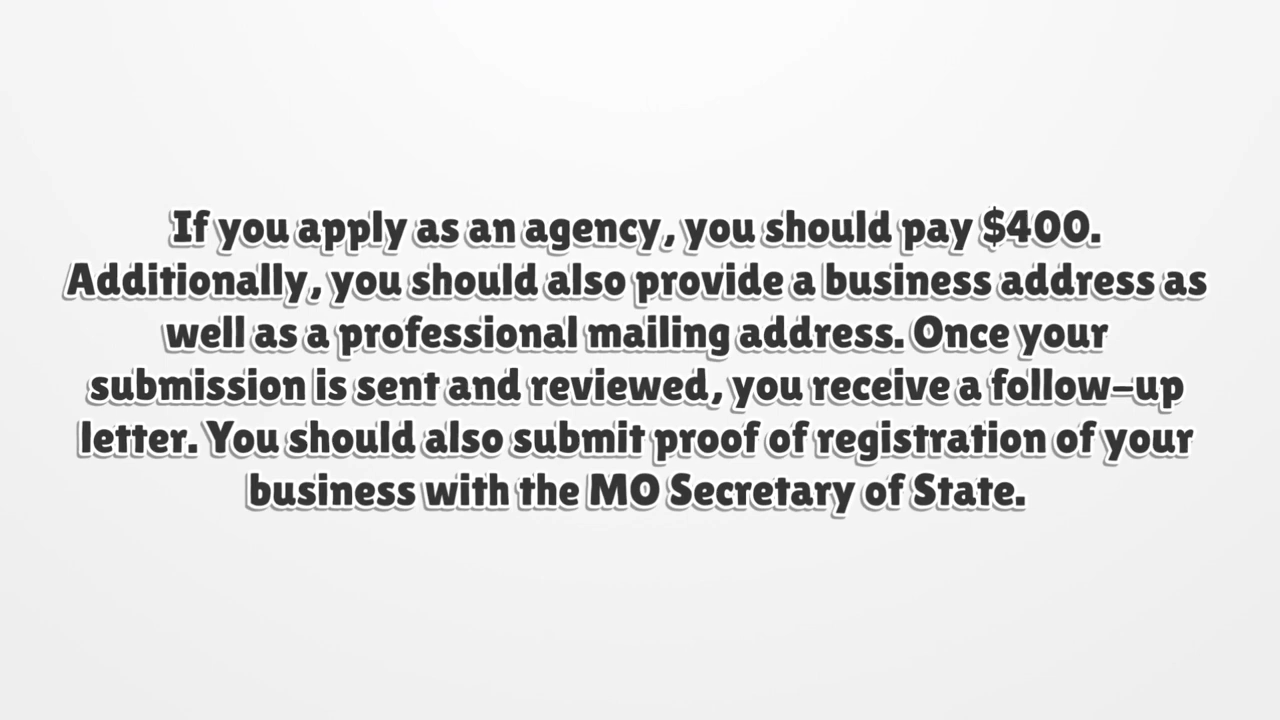 If you apply as an agency, you should pay $400.
Additionally, you should also provide a business address as
well as a professional mailing address. Once your
submission is sent and reviewed, you receive a follow-up
letter. You should also submit proof of registration of your
business with the MO Secretary of State.